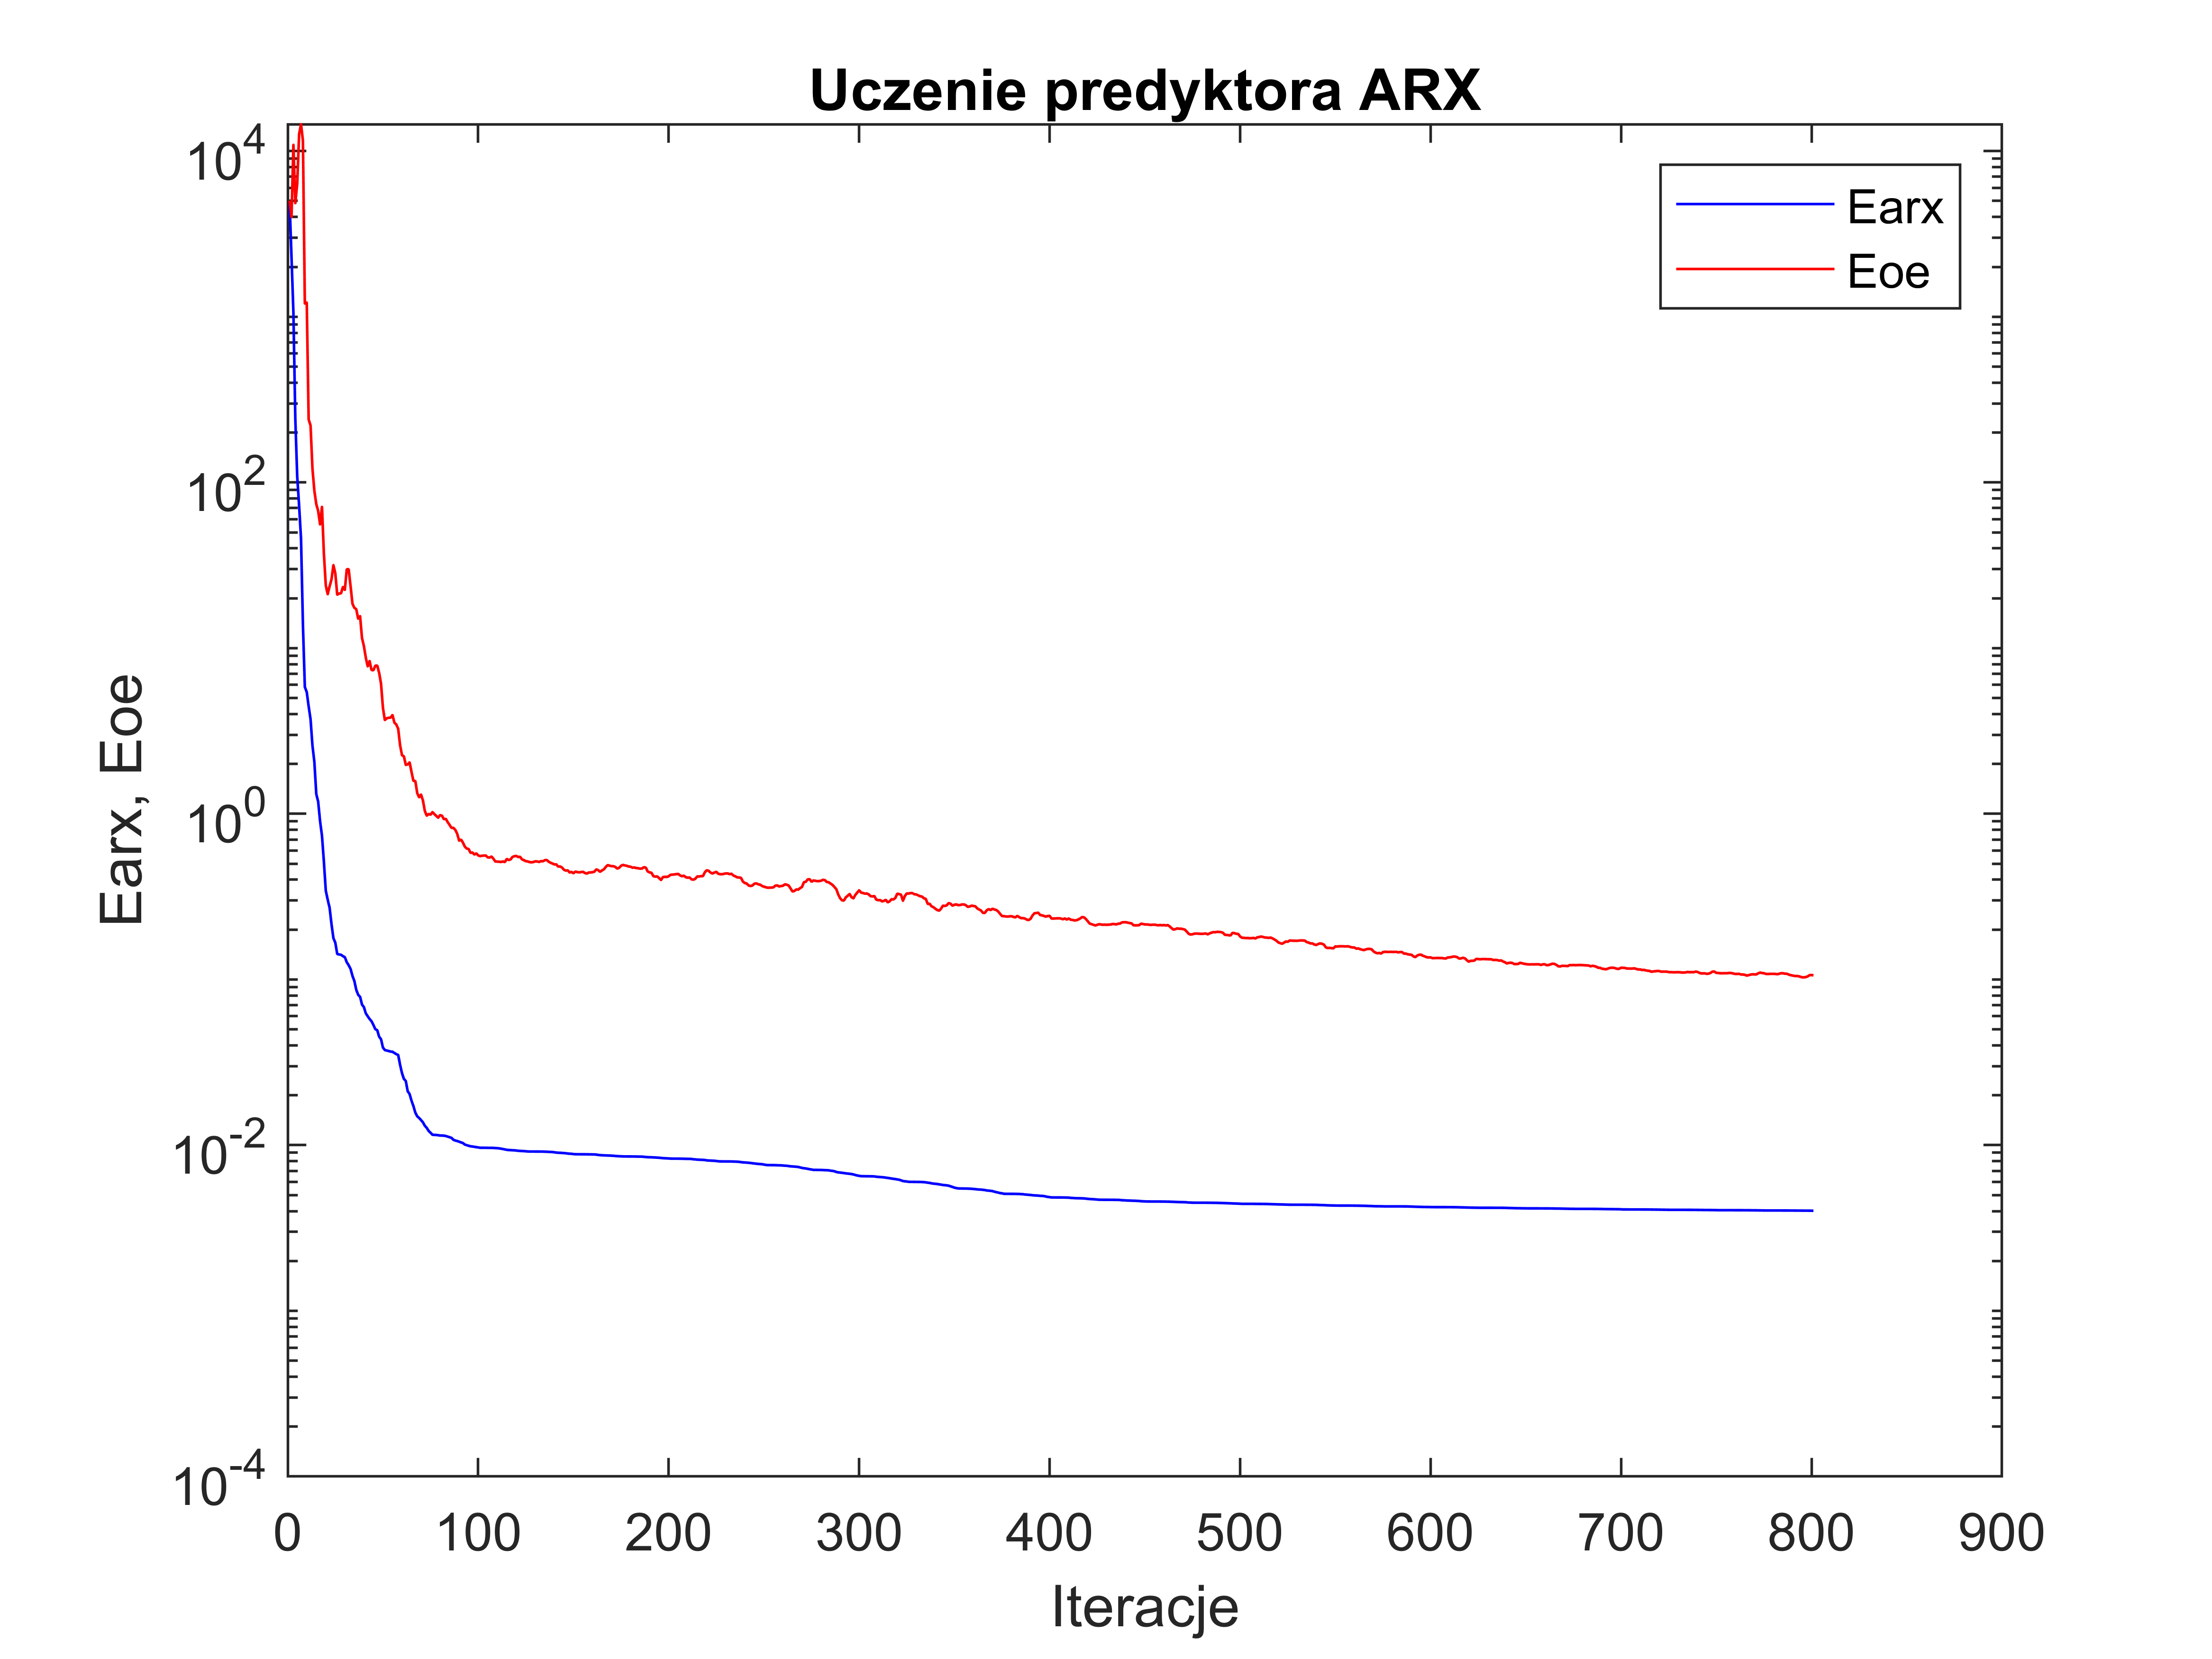 Uczenie predyktora ARX
Earx
Eoe
Earx, Eoe
10^4
10^2
10^0
10^-2
10^-4
0 100 200 300 400 500 600 700 800 900
Iteracje